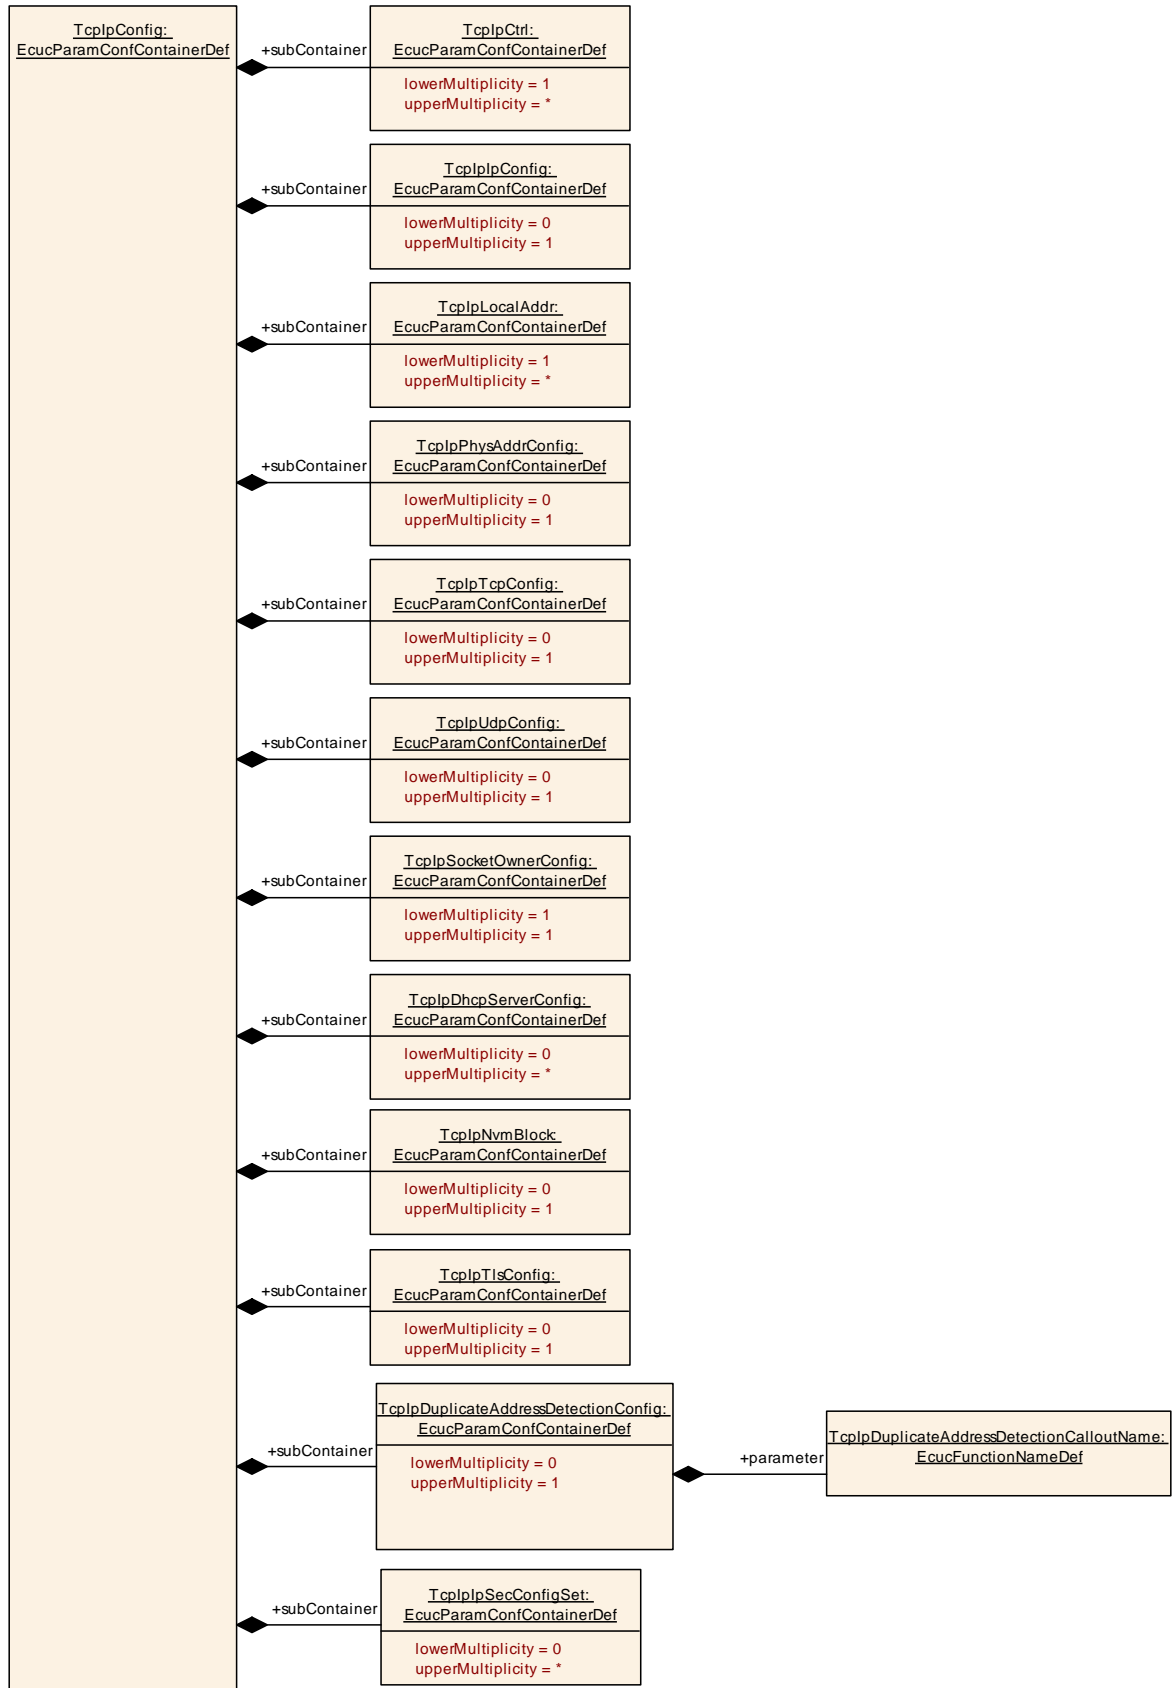 TcpIpConfig:
EcucParamConfContainerDef
+subContainer
TcpIpCtrl:
EcucParamConfContainerDef
lowerMultiplicity = 1
upperMultiplicity = *
+subContainer
TcpIpIpConfig:
EcucParamConfContainerDef
lowerMultiplicity = 0
upperMultiplicity = 1
+subContainer
TcpIpLocalAddr:
EcucParamConfContainerDef
lowerMultiplicity = 1
upperMultiplicity = *
+subContainer
TcpIpPhysAddrConfig:
EcucParamConfContainerDef
lowerMultiplicity = 0
upperMultiplicity = 1
+subContainer
TcpIpTcpConfig:
EcucParamConfContainerDef
lowerMultiplicity = 0
upperMultiplicity = 1
+subContainer
TcpIpUdpConfig:
EcucParamConfContainerDef
lowerMultiplicity = 0
upperMultiplicity = 1
+subContainer
TcpIpSocketOwnerConfig:
EcucParamConfContainerDef
lowerMultiplicity = 1
upperMultiplicity = 1
+subContainer
TcpIpDhcpServerConfig:
EcucParamConfContainerDef
lowerMultiplicity = 0
upperMultiplicity = *
+subContainer
TcpIpNvmBlock:
EcucParamConfContainerDef
lowerMultiplicity = 0
upperMultiplicity = 1
+subContainer
TcpIpTlsConfig:
EcucParamConfContainerDef
lowerMultiplicity = 0
upperMultiplicity = 1
+subContainer
TcpIpDuplicateAddressDetectionConfig:
EcucParamConfContainerDef
lowerMultiplicity = 0
upperMultiplicity = 1
+parameter
TcpIpDuplicateAddressDetectionCalloutName:
EcucFunctionNameDef
+subContainer
TcpIpIpSecConfigSet:
EcucParamConfContainerDef
lowerMultiplicity = 0
upperMultiplicity = *